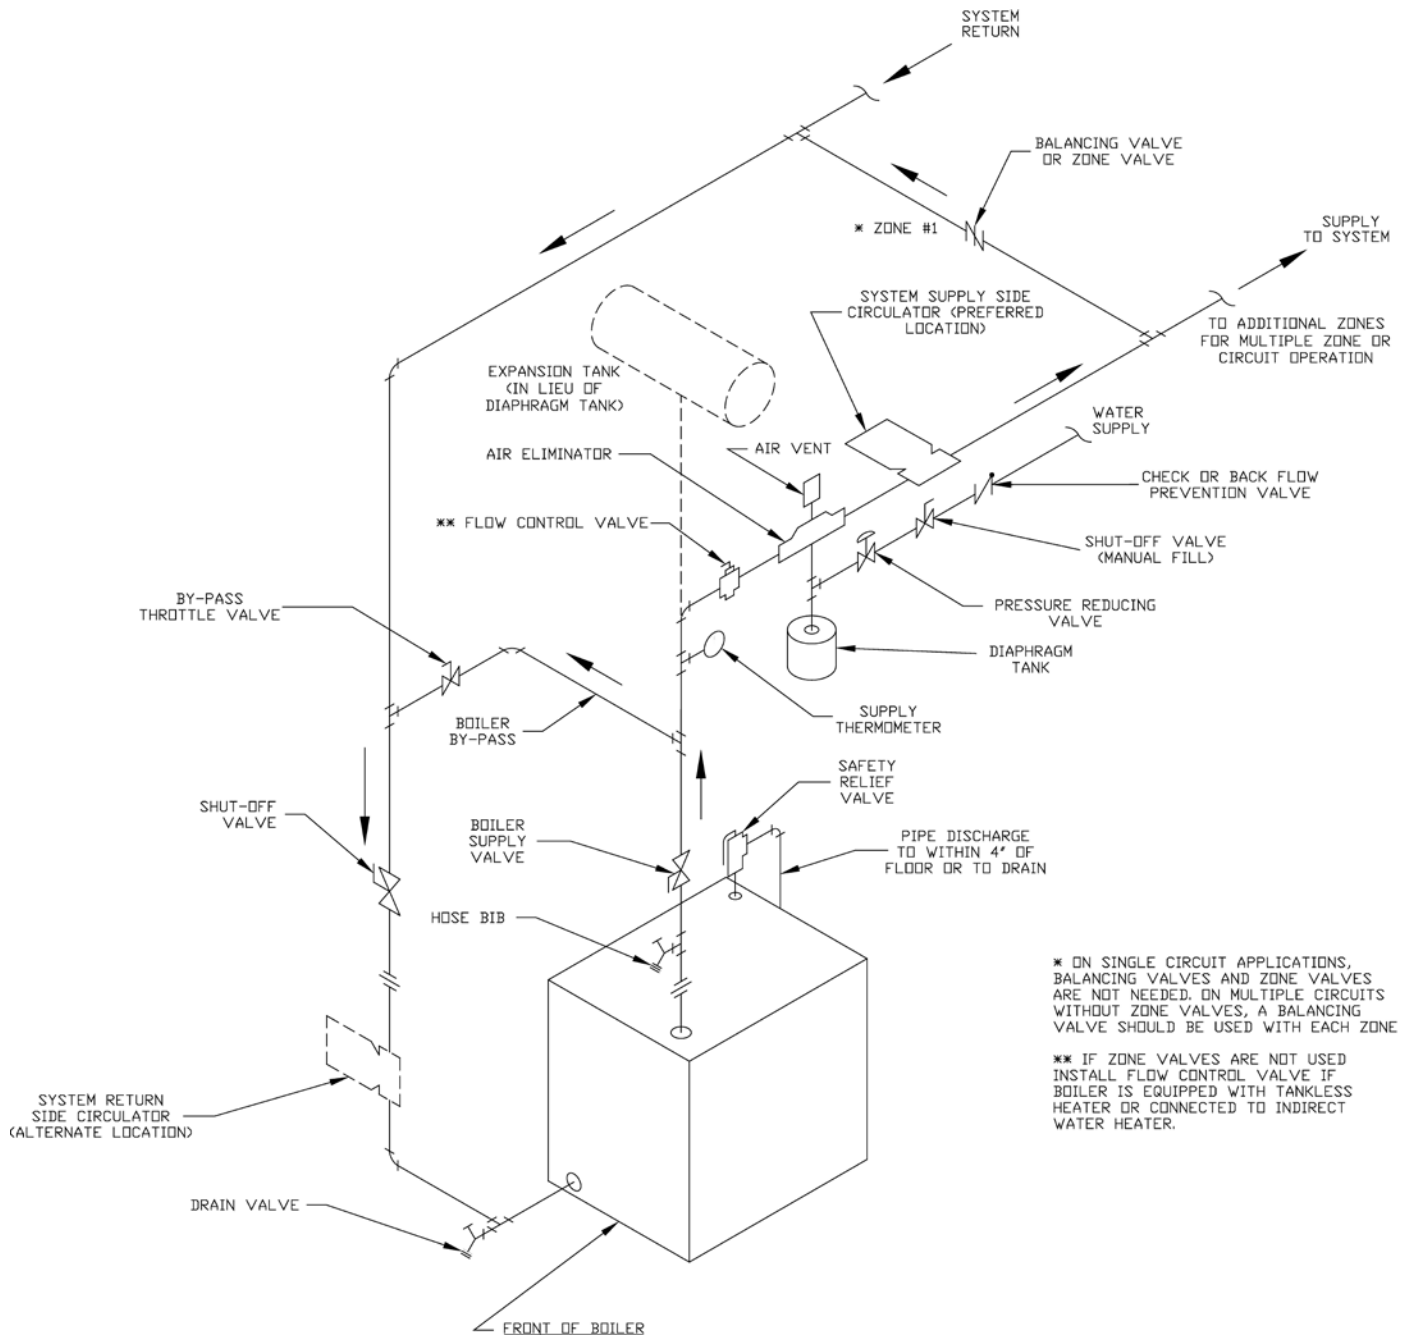 SYSTEM
RETURN
BALANCING VALVE
OR ZONE VALVE
* ZONE #1
SUPPLY
TO SYSTEM
SYSTEM SUPPLY SIDE
CIRCULATOR (PREFERRED
LOCATION)
TO ADDITIONAL ZONES
FOR MULTIPLE ZONE OR
CIRCUIT OPERATION
EXPANSION TANK
(IN LIEU OF
DIAPHRAGM TANK)
WATER
SUPPLY
AIR VENT
AIR ELIMINATOR
CHECK OR BACK FLOW
PREVENTION VALVE
** FLOW CONTROL VALVE
SHUT-OFF VALVE
(MANUAL FILL)
BY-PASS
THROTTLE VALVE
PRESSURE REDUCING
VALVE
DIAPHRAGM
TANK
BOILER
BY-PASS
SUPPLY
THERMOMETER
SAFETY
RELIEF
VALVE
SHUT-OFF
VALVE
BOILER
SUPPLY
VALVE
PIPE DISCHARGE
TO WITHIN 4" OF
FLOOR OR TO DRAIN
HOSE BIB
* ON SINGLE CIRCUIT APPLICATIONS,
BALANCING VALVES AND ZONE VALVES
ARE NOT NEEDED. ON MULTIPLE CIRCUITS
WITHOUT ZONE VALVES, A BALANCING
VALVE SHOULD BE USED WITH EACH ZONE
** IF ZONE VALVES ARE NOT USED
INSTALL FLOW CONTROL VALVE IF
BOILER IS EQUIPPED WITH TANKLESS
HEATER OR CONNECTED TO INDIRECT
WATER HEATER.
SYSTEM RETURN
SIDE CIRCULATOR
(ALTERNATE LOCATION)
DRAIN VALVE
FRONT OF BOILER